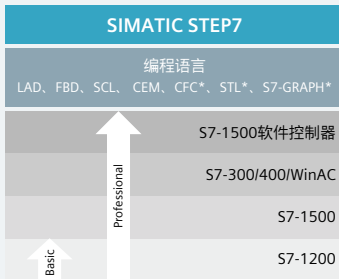 SIMATIC STEP7
编程语言
LAD、FBD、SCL、 CEM、CFC*、STL*、S7-GRAPH*
S7-1500软件控制器
S7-300/400/WinAC
Professional
S7-1500
Basic
S7-1200